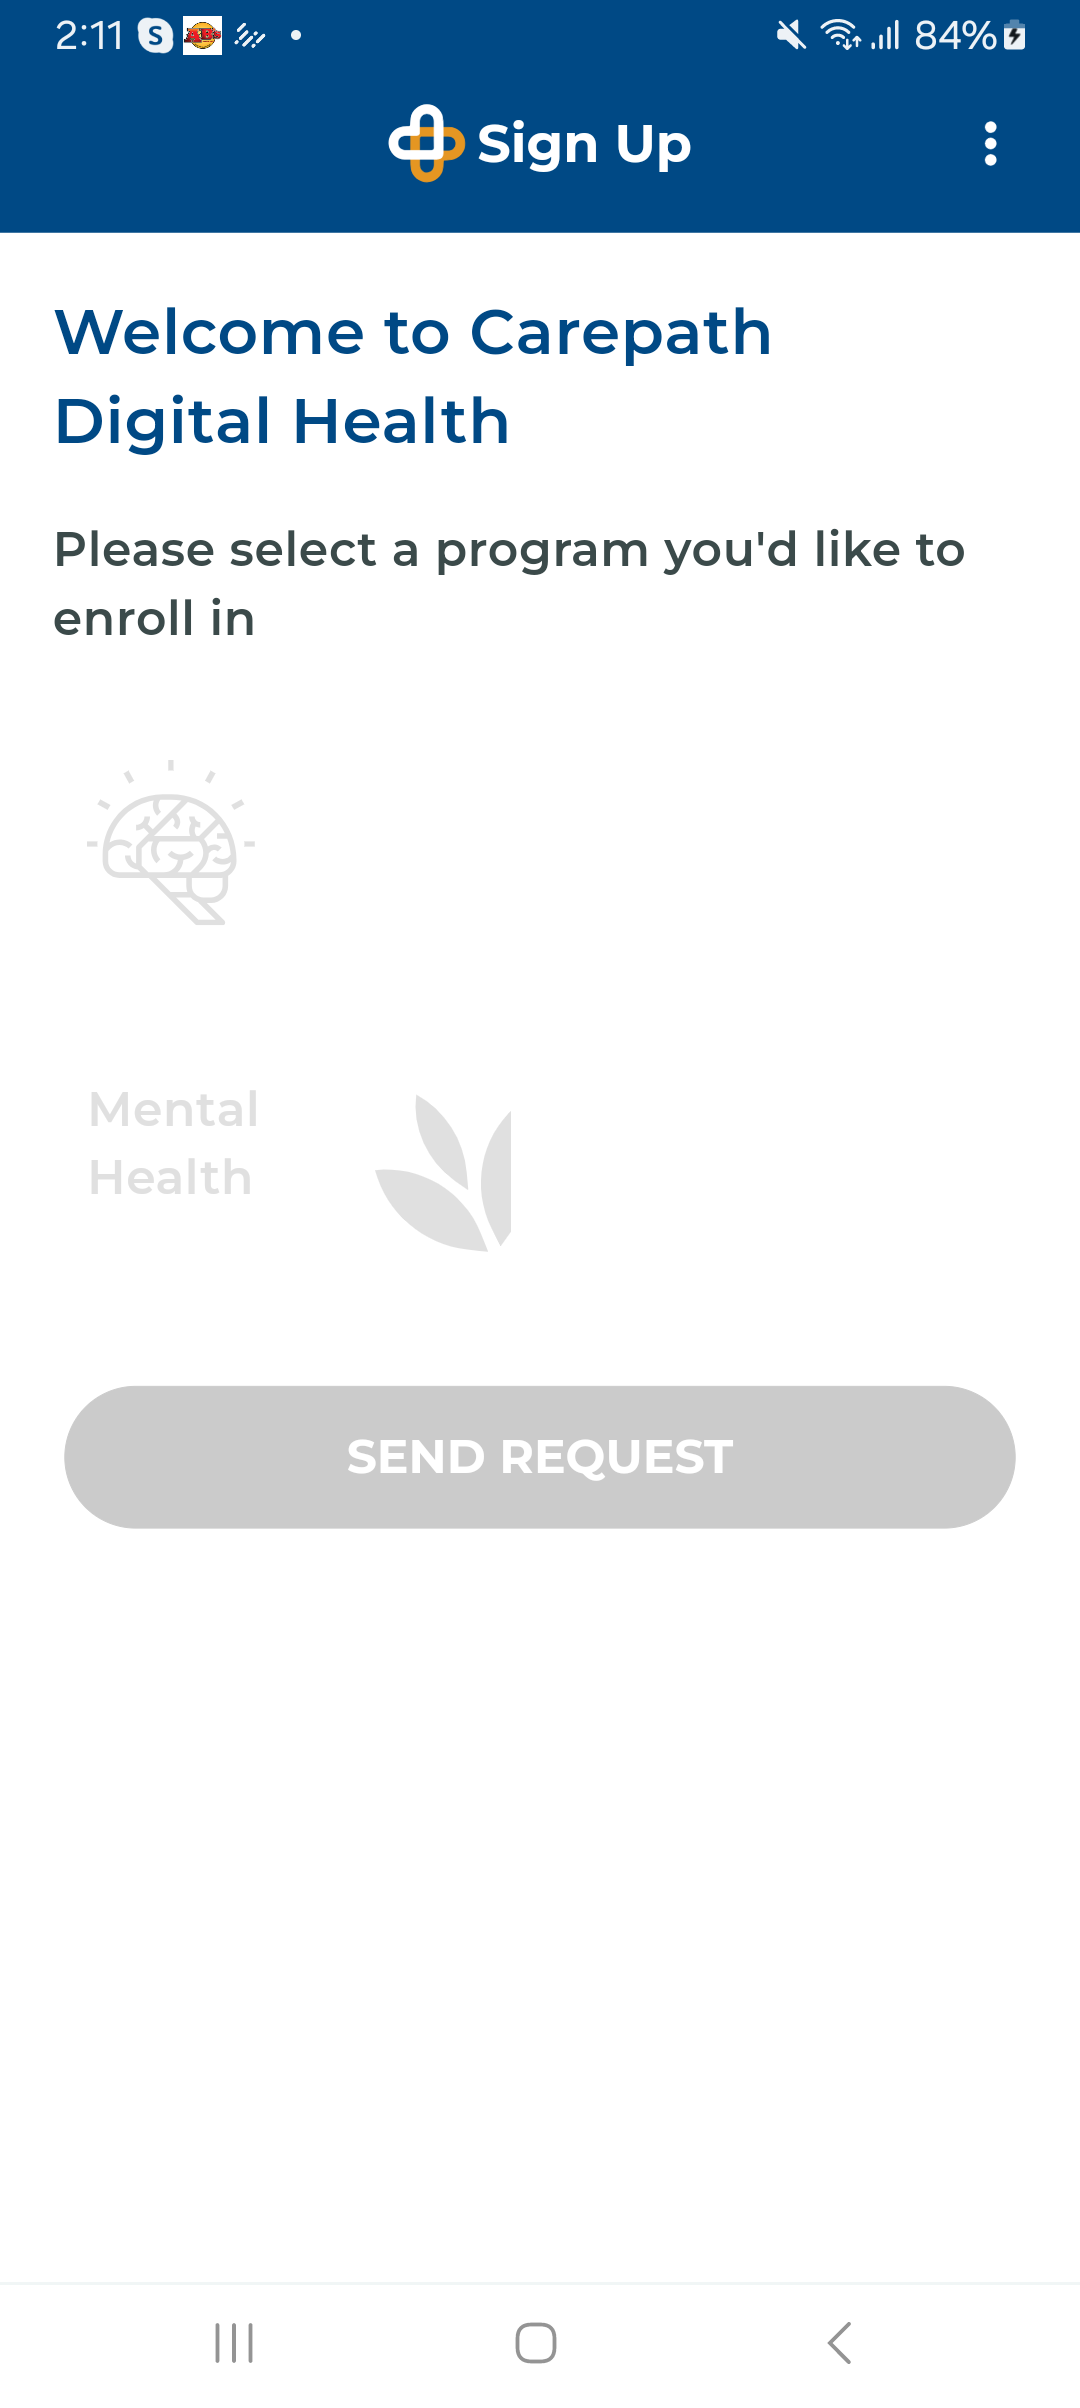 2:11 S ABs 84%
Sign Up
Welcome to Carepath
Digital Health
Please select a program you'd like to
enroll in
Mental
Health
SEND REQUEST